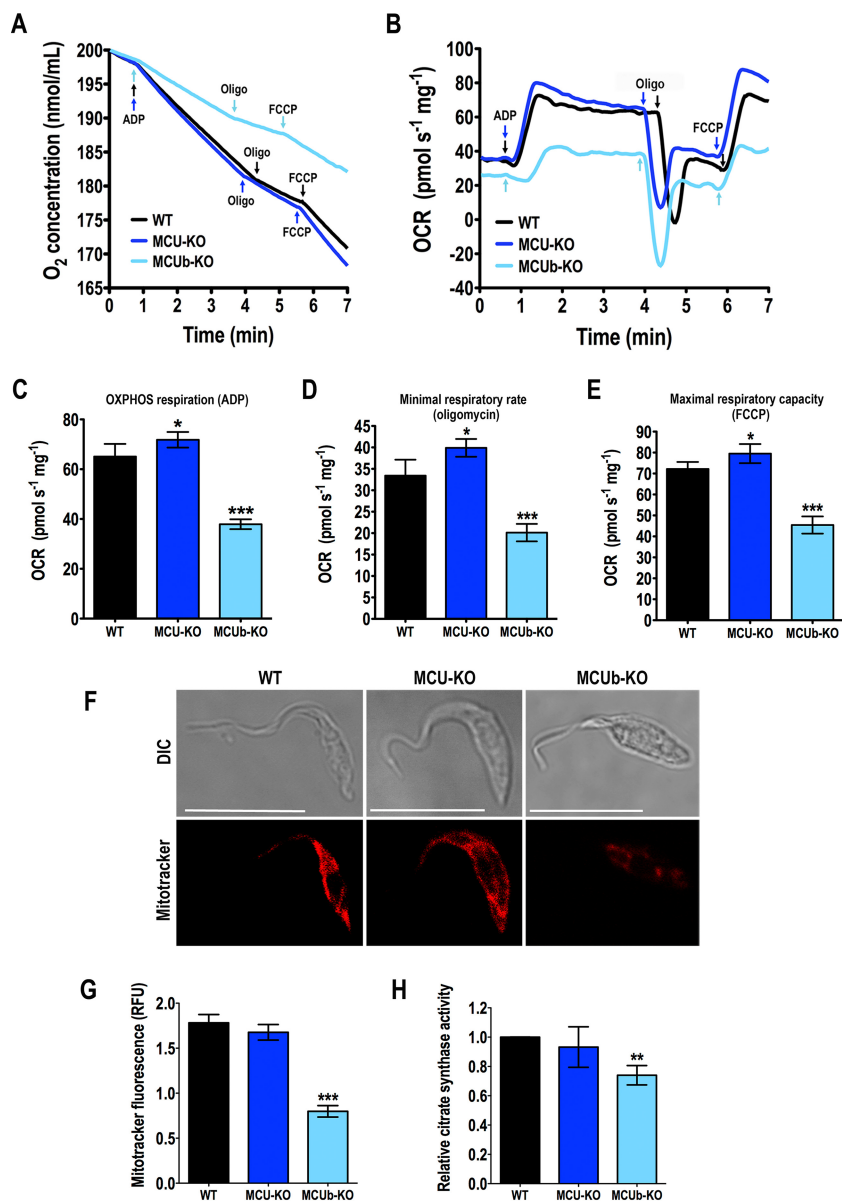 A
O2 concentration (nmol/mL)
200
195
190
185
180
175
170
165
0 1 2 3 4 5 6 7
Time (min)
ADP
Oligo
FCCP
Oligo
FCCP
Oligo
FCCP
WT
MCU-KO
MCUb-KO
B
OCR (pmol s-1 mg-1)
100
80
60
40
20
0
-20
-40
0 1 2 3 4 5 6 7
Time (min)
ADP
Oligo
FCCP
WT
MCU-KO
MCUb-KO
C
OXPHOS respiration (ADP)
OCR (pmol s-1 mg-1)
80
60
40
20
0
*
***
WT MCU-KO MCUb-KO
D
Minimal respiratory rate
(oligomycin)
OCR (pmol s-1 mg-1)
45
40
35
30
25
20
15
10
5
0
*
***
WT MCU-KO MCUb-KO
E
Maximal respiratory capacity
(FCCP)
OCR (pmol s-1 mg-1)
90
80
70
60
50
40
30
20
10
0
*
***
WT MCU-KO MCUb-KO
F
WT MCU-KO MCUb-KO
DIC
Mitotracker
G
Mitotracker fluorescence (RFU)
2.0
1.5
1.0
0.5
0.0
***
WT MCU-KO MCUb-KO
H
Relative citrate synthase activity
1.2
1.0
0.8
0.6
0.4
0.2
0.0
**
WT MCU-KO MCUb-KO